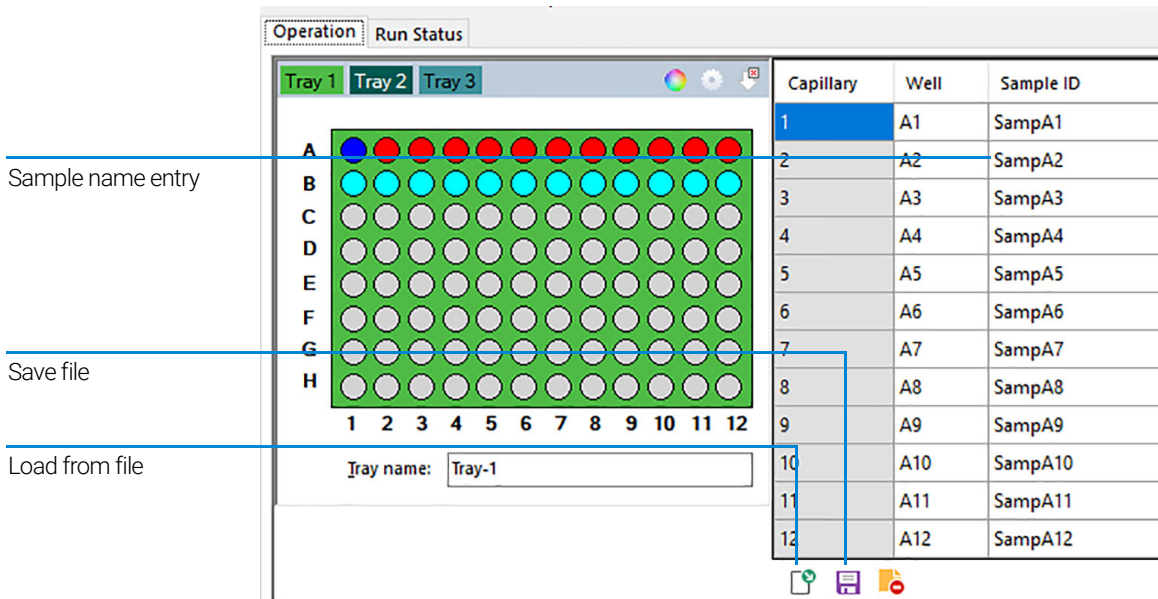 Operation Run Status
Tray 1 Tray 2 Tray 3
Capillary Well Sample ID
1 A1 SampA1
2 A2 SampA2
3 A3 SampA3
4 A4 SampA4
5 A5 SampA5
6 A6 SampA6
7 A7 SampA7
8 A8 SampA8
9 A9 SampA9
10 A10 SampA10
11 A11 SampA11
12 A12 SampA12
A
B
C
D
E
F
G
H
1 2 3 4 5 6 7 8 9 10 11 12
Tray name: Tray-1
Sample name entry
Save file
Load from file